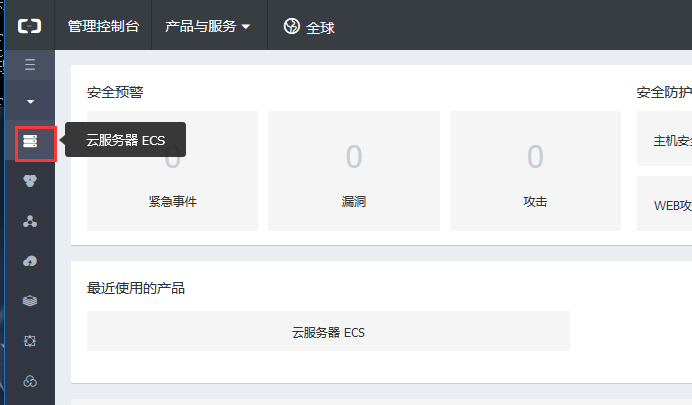 管理控制台 产品与服务 全球
安全预警 安全防护
云服务器 ECS
0 0 0
主机安全
紧急事件 漏洞 攻击
WEB攻
最近使用的产品
云服务器 ECS